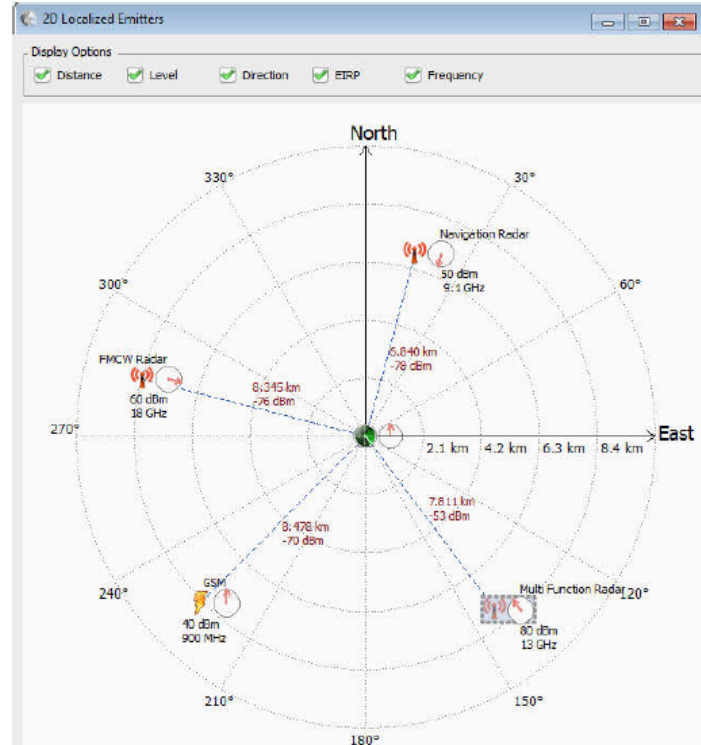 2D Localized Emitters
Display Options
Distance
Level
Direction
EIRP
Frequency
North
330°
30°
Navigation Radar
50 dBm
9.1 GHz
300°
60°
FMCW Radar
60 dBm
18 GHz
8.345 km
-76 dBm
6.840 km
-78 dBm
270°
East
2.1 km
4.2 km
6.3 km
8.4 km
7.811 km
-53 dBm
8.478 km
-70 dBm
240°
GSM
40 dBm
900 MHz
Multi Function Radar
120°
80 dBm
13 GHz
210°
150°
180°